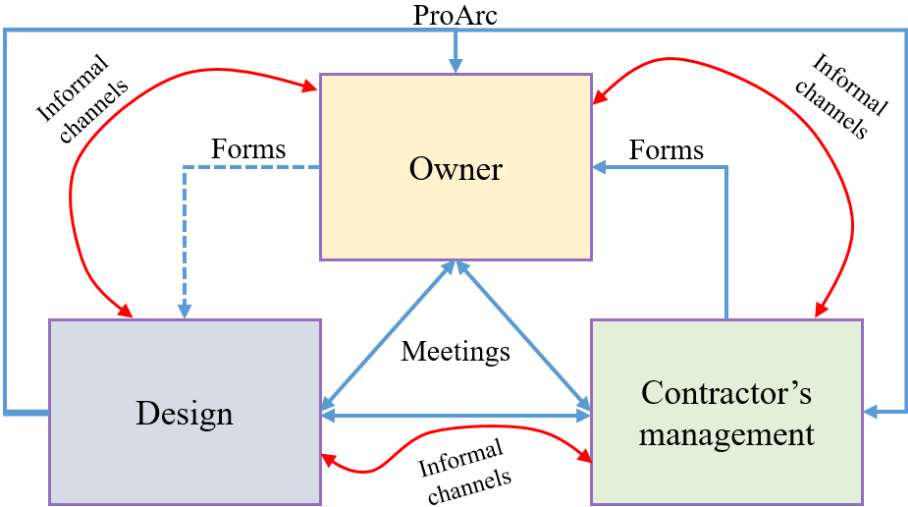 ProArc
Informal
channels
Informal
channels
Forms
Owner
Forms
Meetings
Design
Contractor’s
management
Informal
channels